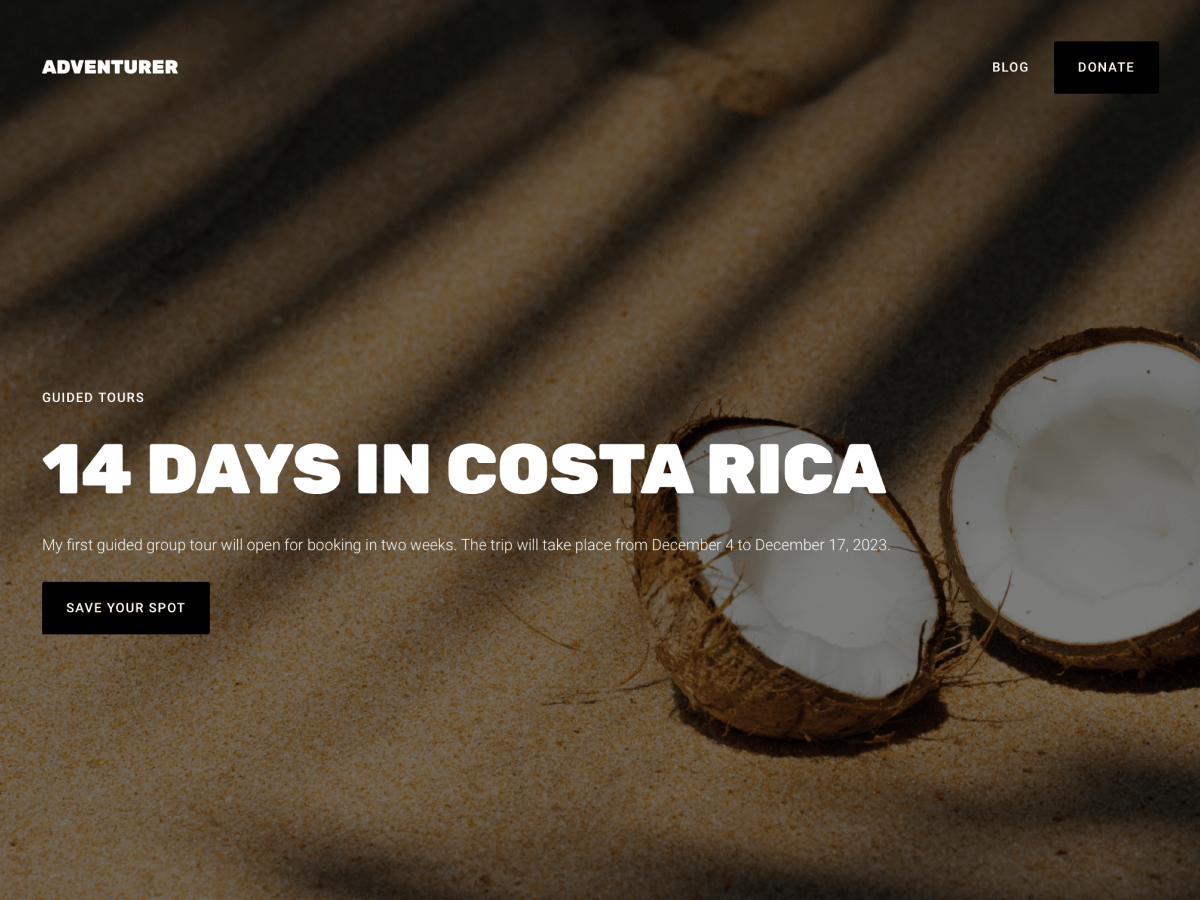 ADVENTURER
BLOG
DONATE
GUIDED TOURS
14 DAYS IN COSTA RICA
My first guided group tour will open for booking in two weeks. The trip will take place from December 4 to December 17, 2023.
SAVE YOUR SPOT